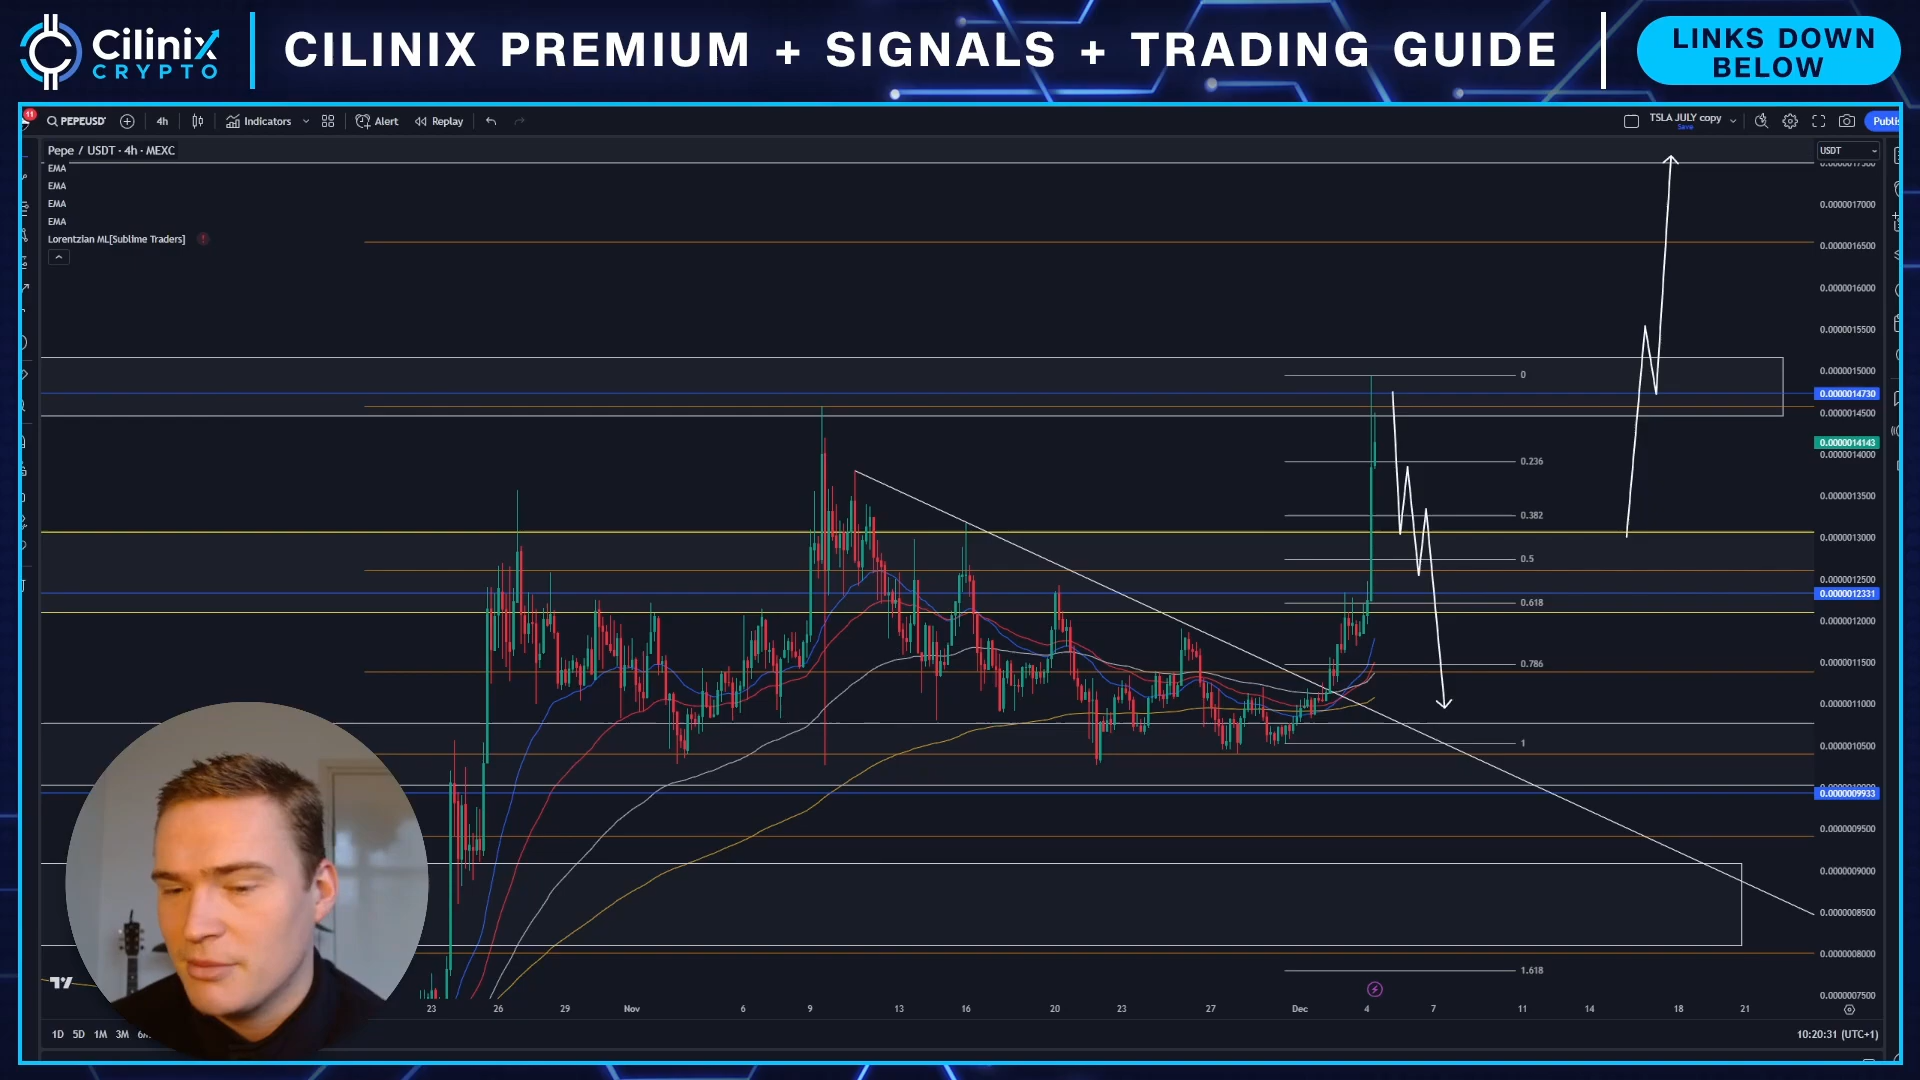 Cilinix
CRYPTO
CILINIX PREMIUM + SIGNALS + TRADING GUIDE
LINKS DOWN
BELOW
11
PEPEUSDT
4h
Indicators
Alert
Replay
TSLA JULY copy
Save
Publis
Pepe / USDT · 4h · MEXC
USDT
EMA
EMA
EMA
EMA
Lorentzian ML[Sublime Traders]
0.0000017000
0.0000016500
0.0000016000
0.0000015500
0.0000015000
0.0000014730
0.0000014500
0.0000014143
0.0000014000
0.0000013500
0.0000013000
0.0000012500
0.0000012331
0.0000012000
0.0000011500
0.0000011000
0.0000010500
0.0000009933
0.0000009500
0.0000009000
0.0000008500
0.0000008000
0.0000007500
0
0.236
0.382
0.5
0.618
0.786
1
1.618
23
26
29
Nov
6
9
13
16
20
23
27
Dec
4
7
11
14
18
21
1D
5D
1M
3M
10:20:31 (UTC+1)